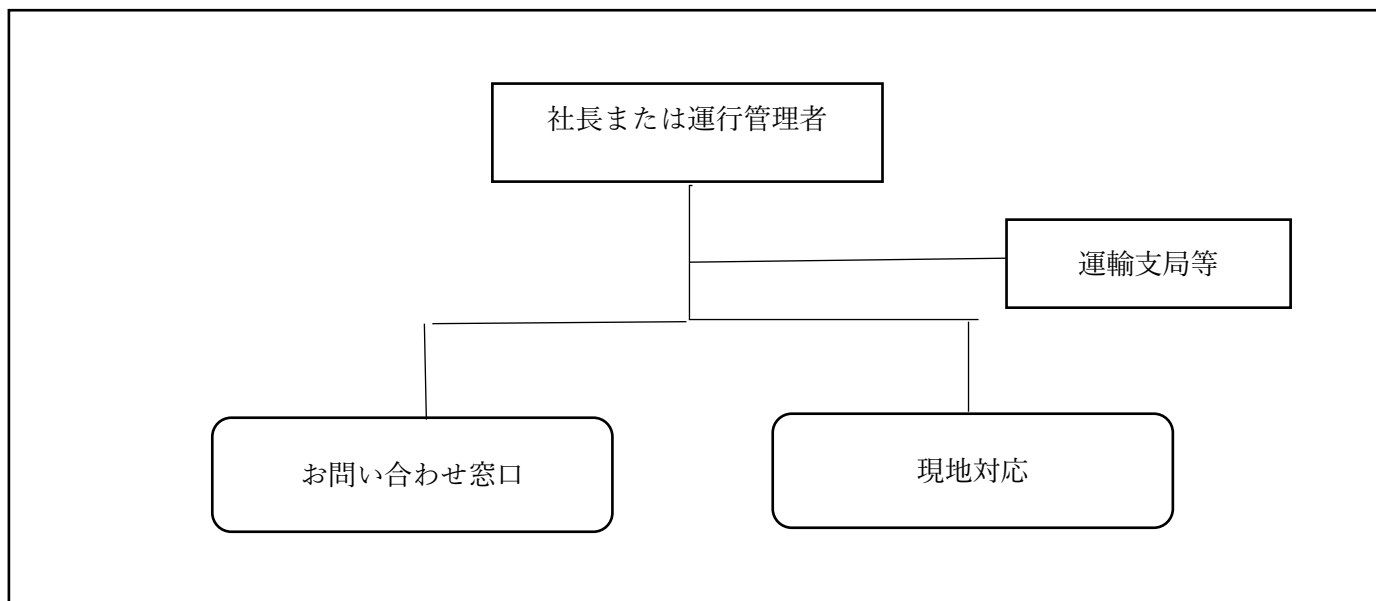 社長または運行管理者
運輸支局等
お問い合わせ窓口
現地対応